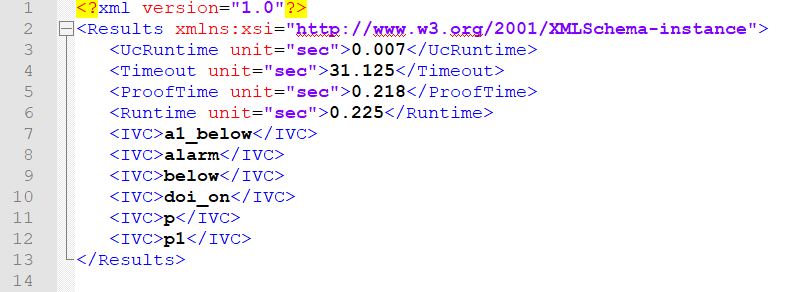 1 <?xml version="1.0"?>
2 <Results xmlns:xsi="http://www.w3.org/2001/XMLSchema-instance">
3 <UcRuntime unit="sec">0.007</UcRuntime>
4 <Timeout unit="sec">31.125</Timeout>
5 <ProofTime unit="sec">0.218</ProofTime>
6 <Runtime unit="sec">0.225</Runtime>
7 <IVC>a1_below</IVC>
8 <IVC>alarm</IVC>
9 <IVC>below</IVC>
10 <IVC>doi_on</IVC>
11 <IVC>p</IVC>
12 <IVC>p1</IVC>
13 </Results>
14